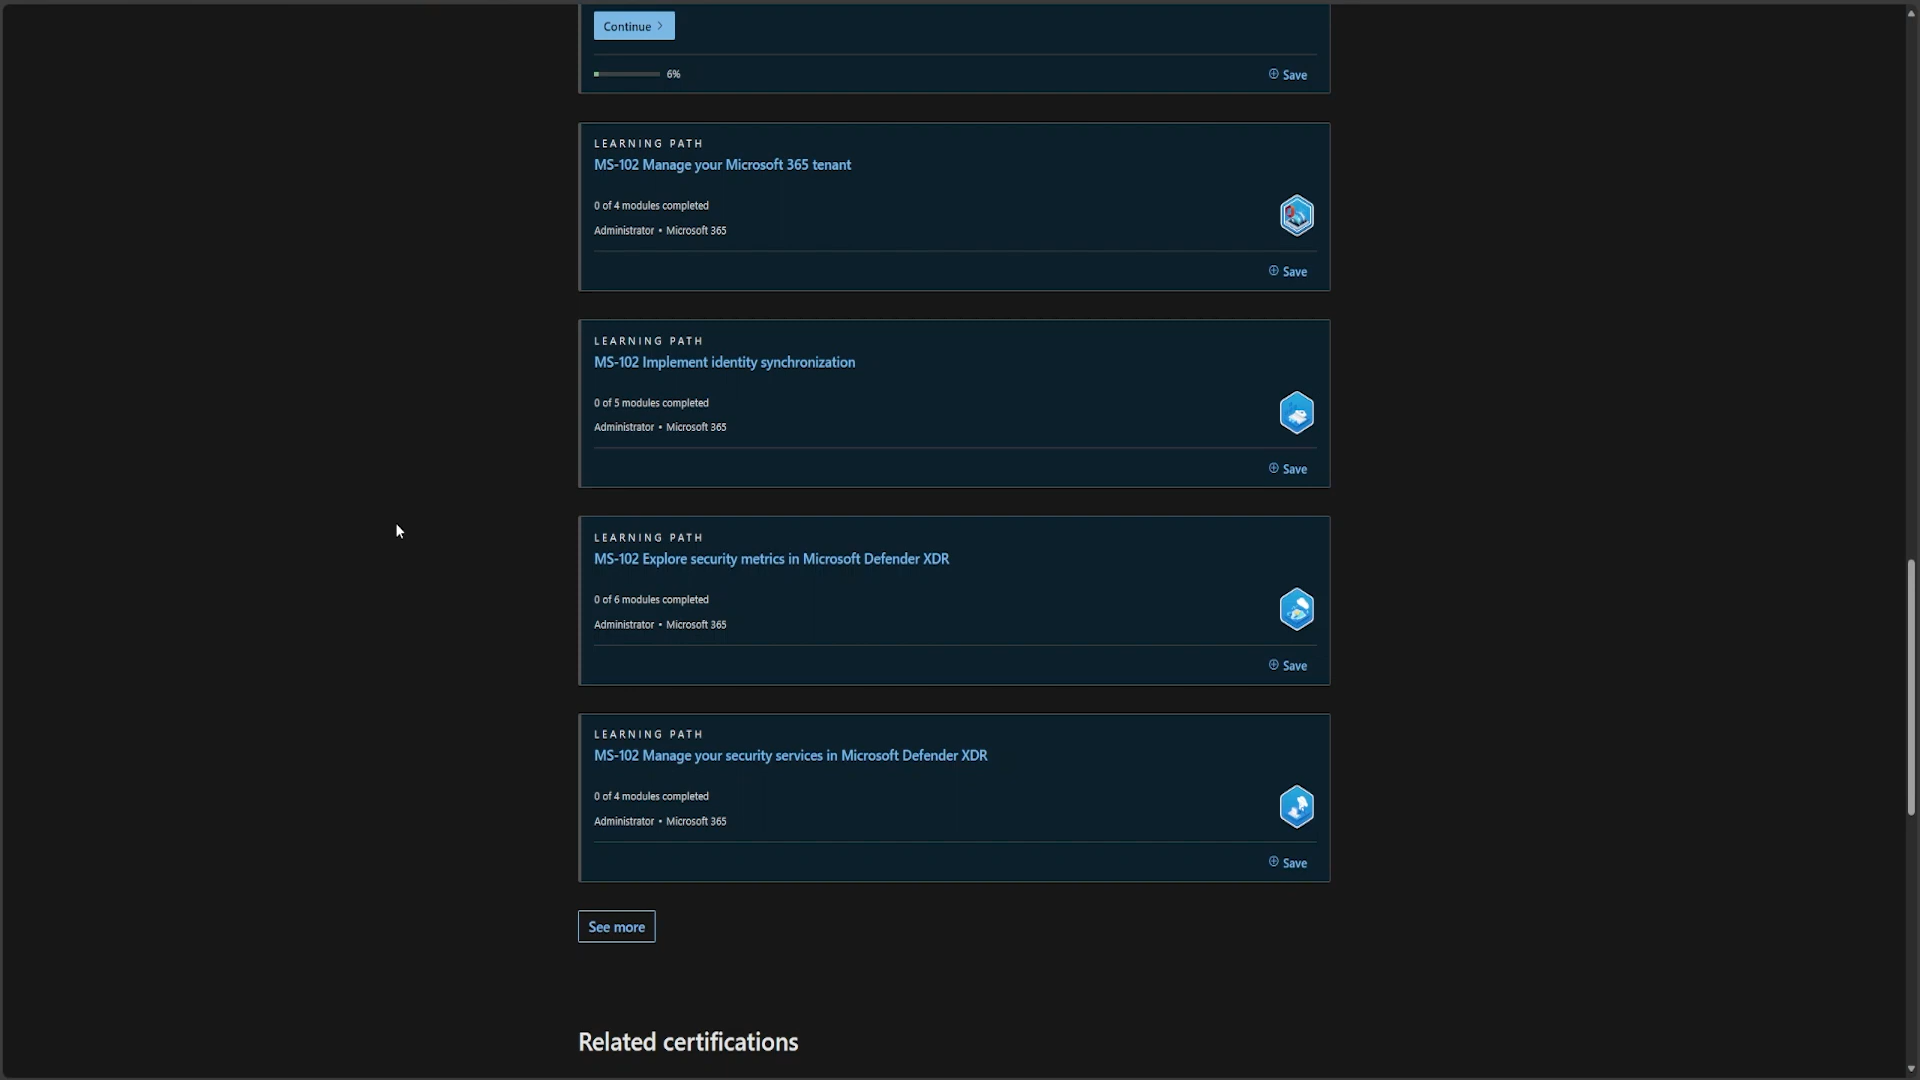 Continue
6%
Save
LEARNING PATH
MS-102 Manage your Microsoft 365 tenant
0 of 4 modules completed
Administrator • Microsoft 365
Save
LEARNING PATH
MS-102 Implement identity synchronization
0 of 5 modules completed
Administrator • Microsoft 365
Save
LEARNING PATH
MS-102 Explore security metrics in Microsoft Defender XDR
0 of 6 modules completed
Administrator • Microsoft 365
Save
LEARNING PATH
MS-102 Manage your security services in Microsoft Defender XDR
0 of 4 modules completed
Administrator • Microsoft 365
Save
See more
Related certifications